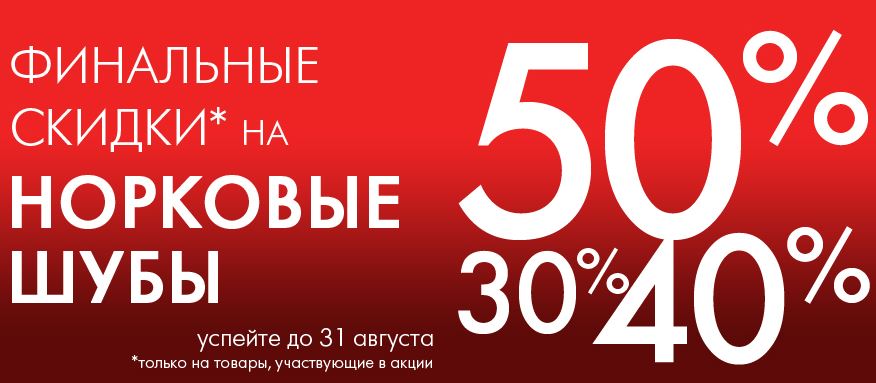 ФИНАЛЬНЫЕ
СКИДКИ* НА
НОРКОВЫЕ
ШУБЫ
50%
30% 40%
успейте до 31 августа
*только на товары, участвующие в акции